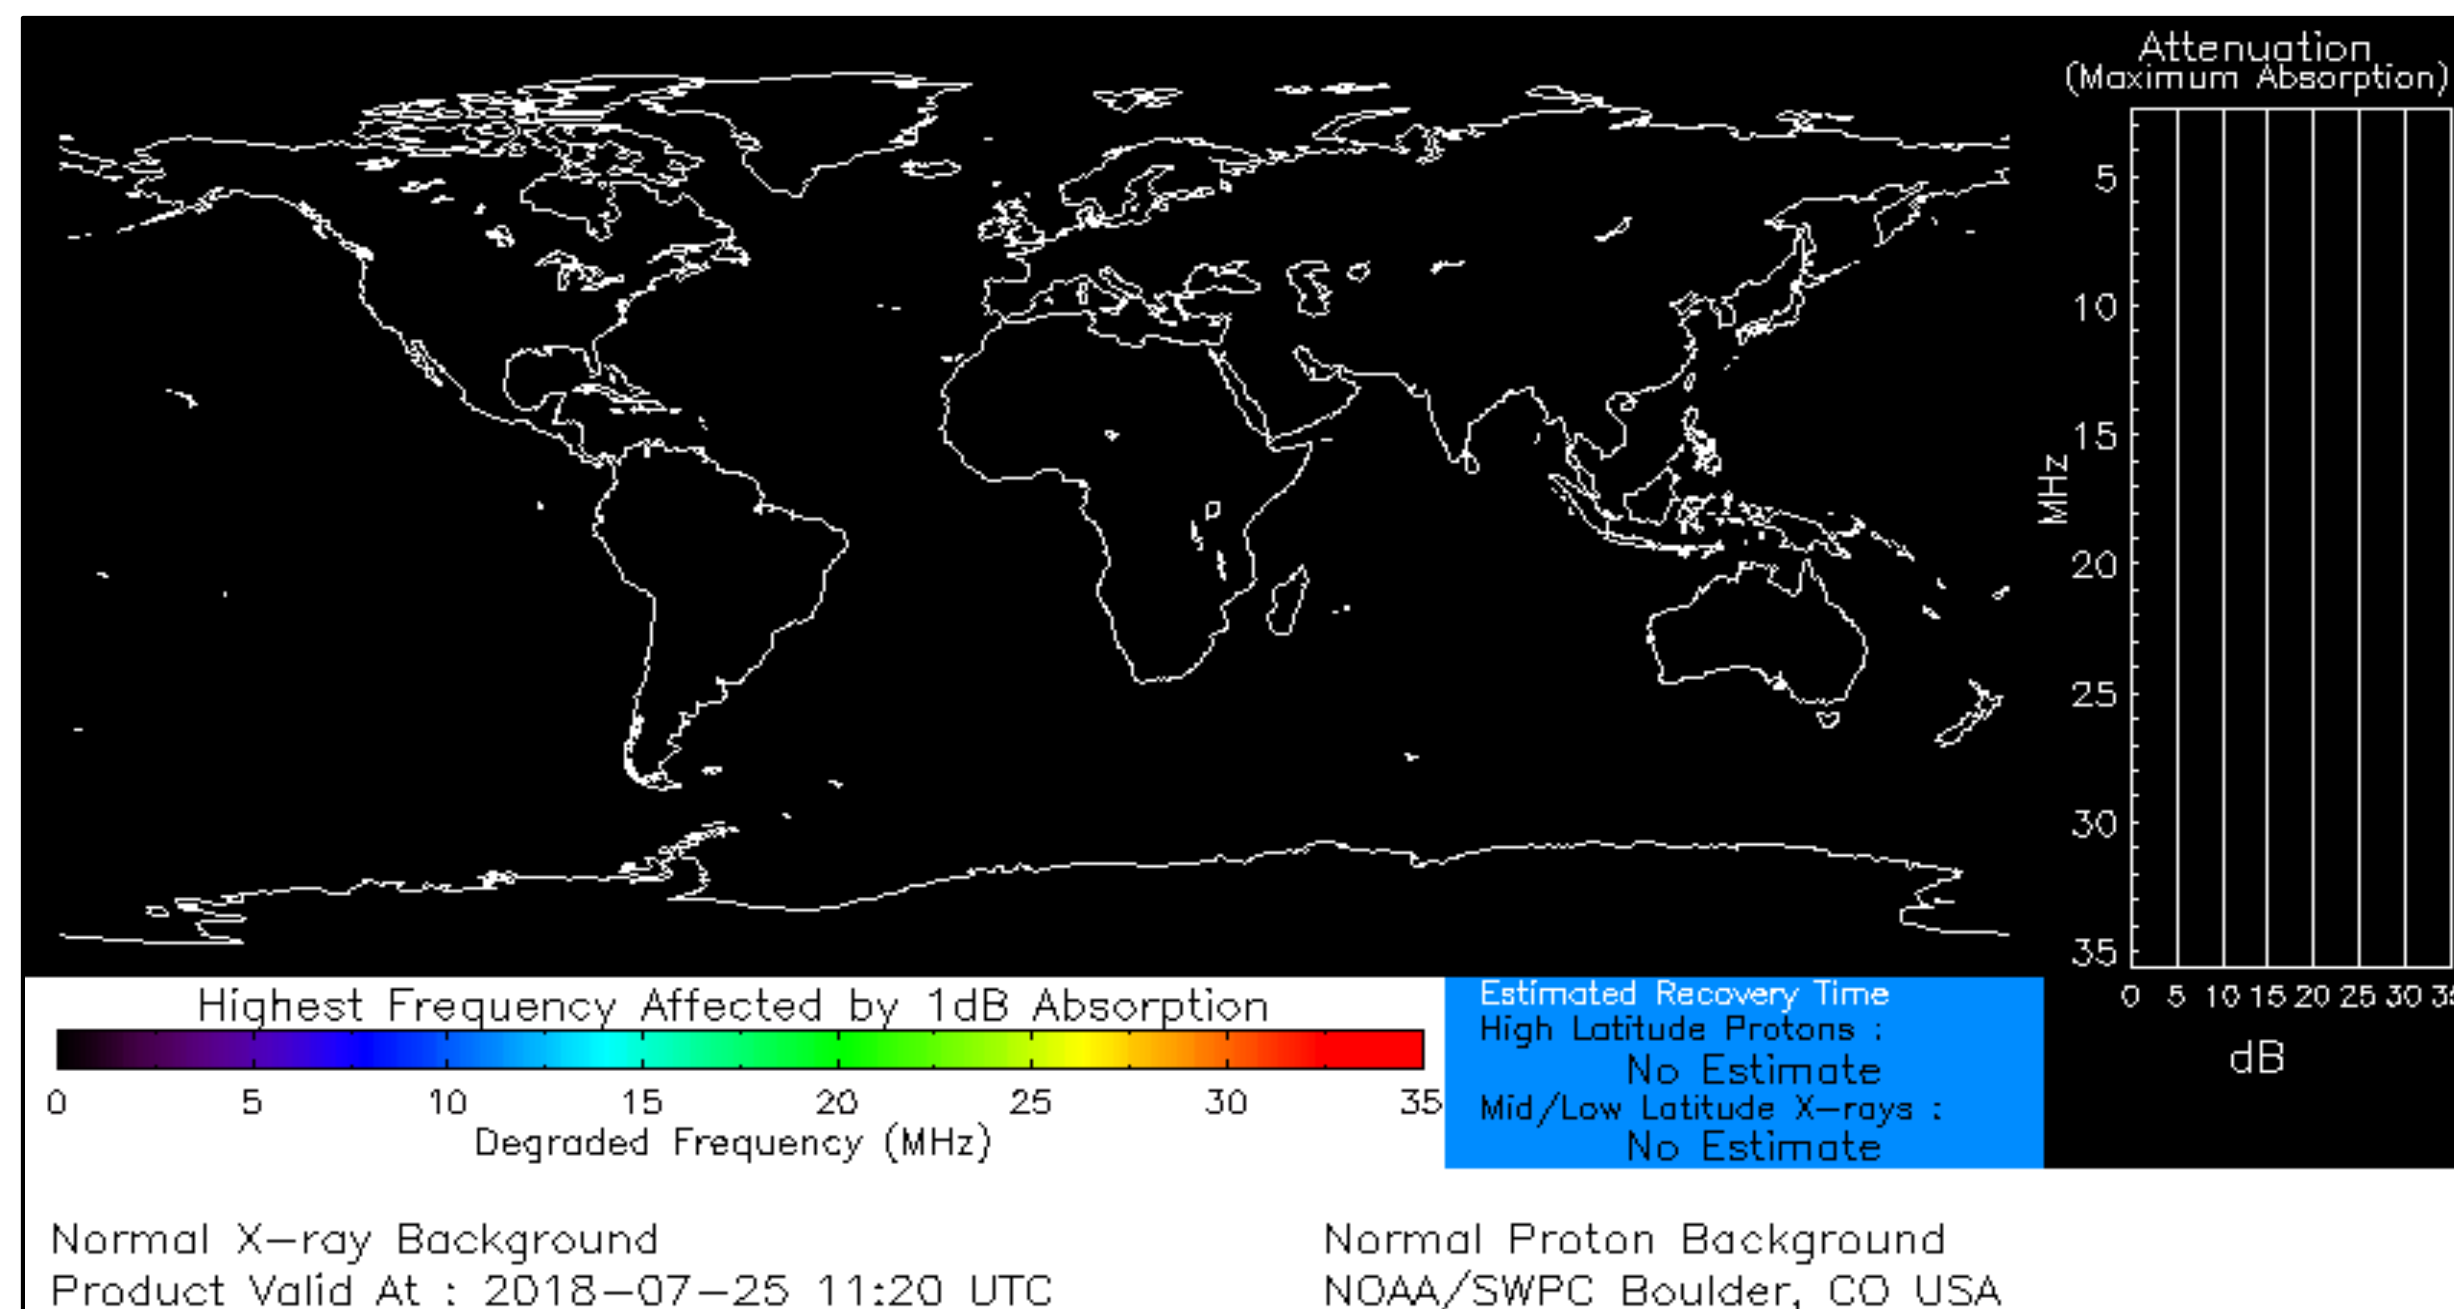 Attenuation
(Maximum Absorption)
5
10
15
20
25
30
35
MHz
0 5 10 15 20 25 30
dB
Highest Frequency Affected by 1dB Absorption
0 5 10 15 20 25 30 35
Degraded Frequency (MHz)
Estimated Recovery Time
High Latitude Protons :
No Estimate
Mid/Low Latitude X-rays :
No Estimate
Normal X-ray Background
Product Valid At : 2018-07-25 11:20 UTC
Normal Proton Background
NOAA/SWPC Boulder, CO USA